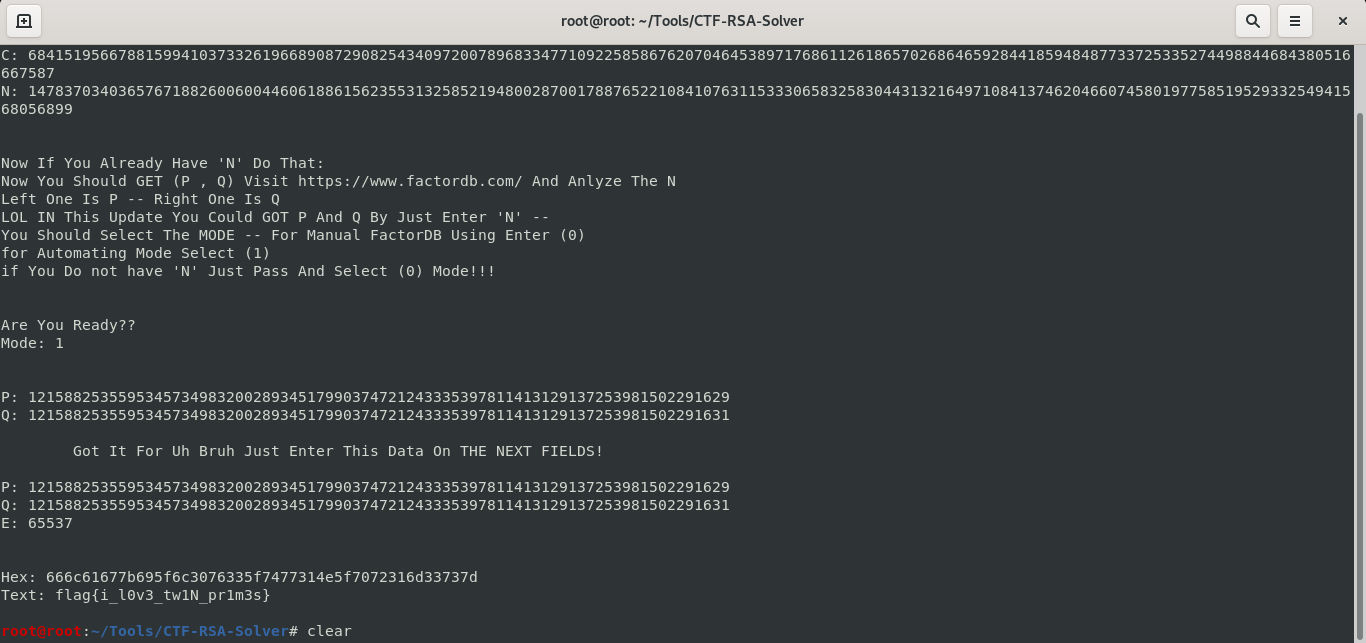 root@root: ~/Tools/CTF-RSA-Solver
C: 684151956678815994103733261966890872908254340972007896833477109225858676207046453897176861126186570268646592844185948487733725335274498844684380516
667587
N: 147837034036576718826006004460618861562355313258521948002870017887652210841076311533306583258304431321649710841374620466074580197758519529332549415
68056899
Now If You Already Have 'N' Do That:
Now You Should GET (P , Q) Visit https://www.factordb.com/ And Anlyze The N
Left One Is P -- Right One Is Q
LOL IN This Update You Could GOT P And Q By Just Enter 'N' --
You Should Select The MODE -- For Manual FactorDB Using Enter (0)
for Automating Mode Select (1)
if You Do not have 'N' Just Pass And Select (0) Mode!!!
Are You Ready??
Mode: 1
P: 121588253559534573498320028934517990374721243335397811413129137253981502291629
Q: 121588253559534573498320028934517990374721243335397811413129137253981502291631
Got It For Uh Bruh Just Enter This Data On THE NEXT FIELDS!
P: 121588253559534573498320028934517990374721243335397811413129137253981502291629
Q: 121588253559534573498320028934517990374721243335397811413129137253981502291631
E: 65537
Hex: 666c61677b695f6c3076335f7477314e5f7072316d33737d
Text: flag{i_l0v3_tw1N_pr1m3s}
root@root:~/Tools/CTF-RSA-Solver# clear